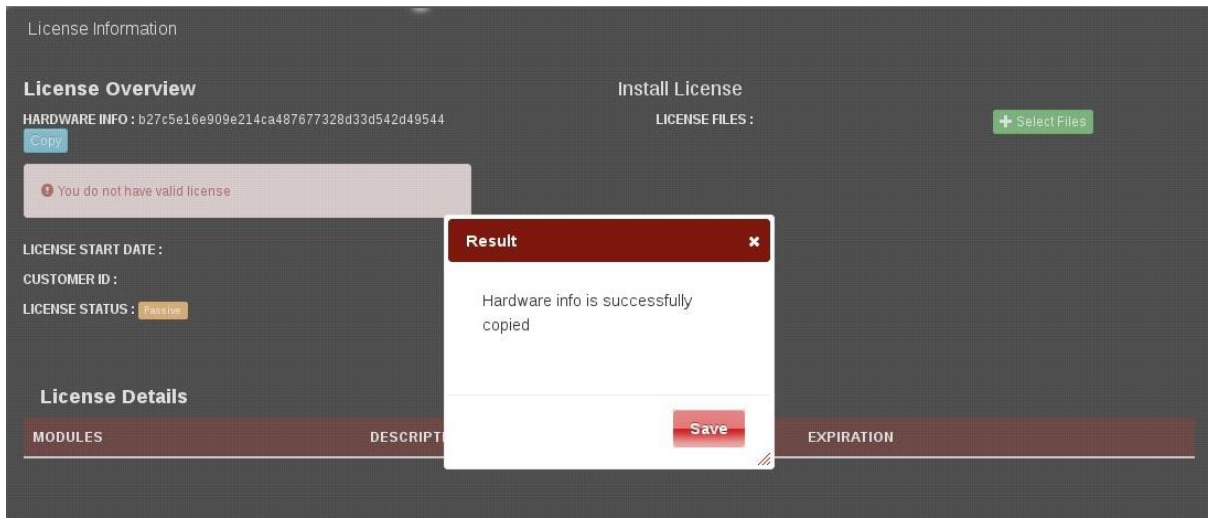 License Information
License Overview
HARDWARE INFO : b27c5e16e909e214ca487677328d33d542d49544
Copy
You do not have valid license
LICENSE START DATE :
CUSTOMER ID :
LICENSE STATUS : Passive
Install License
LICENSE FILES :
Select Files
Result
Hardware info is successfully
copied
Save
License Details
MODULES DESCRIPTI EXPIRATION